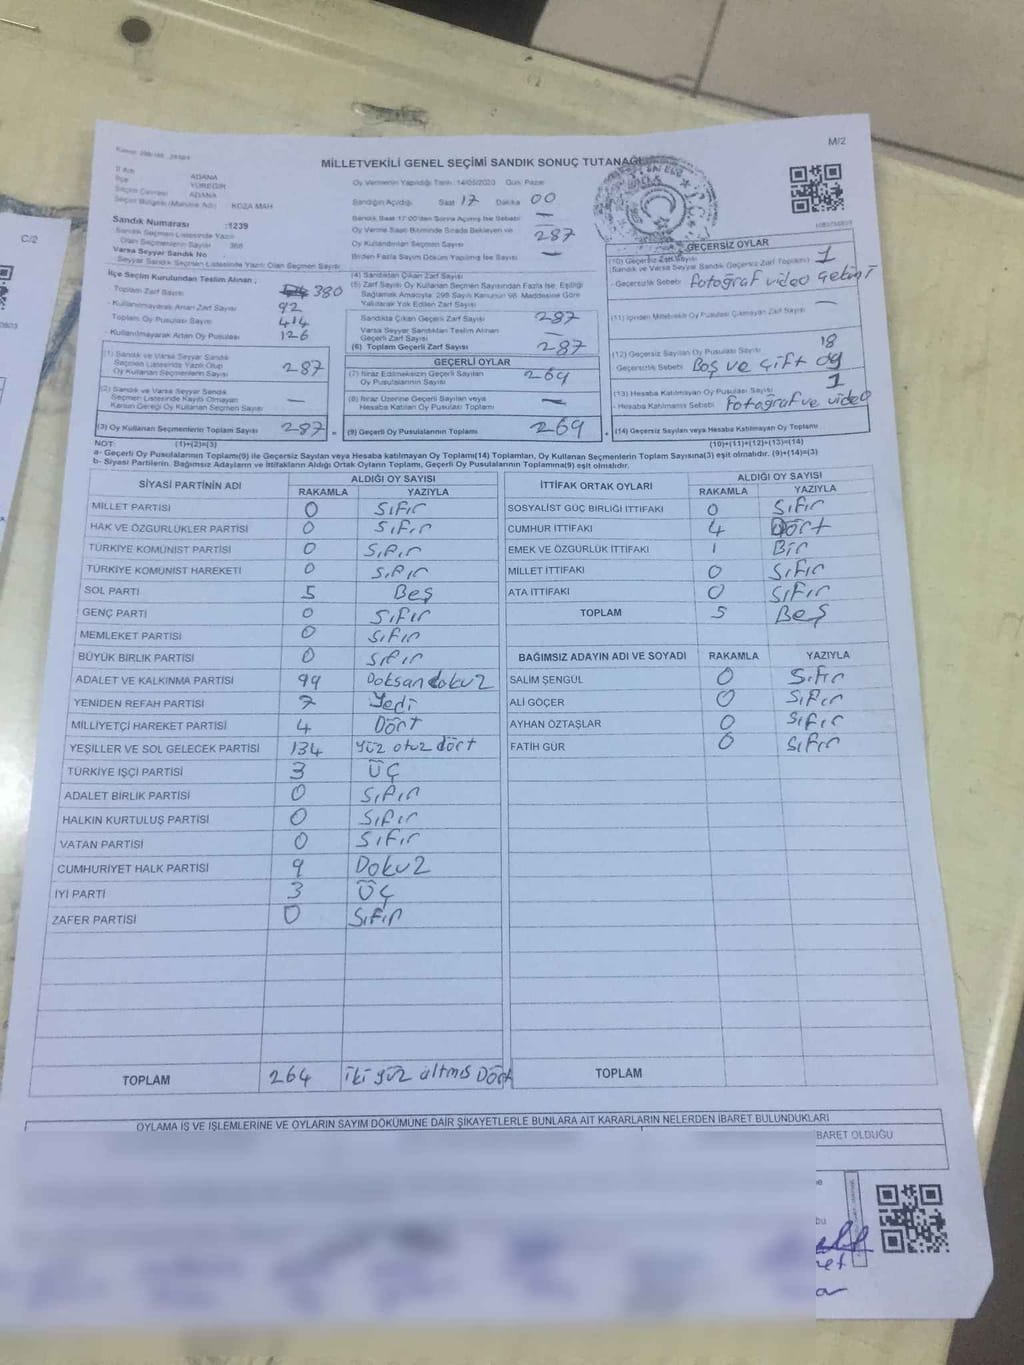 C/2
M/2
MİLLETVEKİLİ GENEL SEÇİMİ SANDIK SONUÇ TUTANAĞI
İl Adı ADANA
İlçe YÜREĞİR
Seçim Çevresi ADANA
Seçim Bölgesi (Mahalle Adı) : KOZA MAH
Sandık Numarası :1239
Sandık Seçmen Listesinde Yazılı
Olan Seçmenlerin Sayısı 368
Varsa Seyyar Sandık No
Seyyar Sandık Seçmen Listesinde Yazılı Olan Seçmen Sayısı
Oy Vermenin Yapıldığı Tarih: 14/05/2023 Gün: Pazar
Sandığın Açıldığı Saat 17 Dakika 00
Sandık Saat 17:00'den Sonra Açılmış İse Sebebi —
Oy Verme Saati Bitiminde Sırada Bekleyen ve
Oy Kullandırılan Seçmen Sayısı 287
Birden Fazla Sayım Döküm Yapılmış İse Sayısı —
İlçe Seçim Kurulundan Teslim Alınan ;
Toplam Zarf Sayısı 380
- Kullanılmayarak Artan Zarf Sayısı 92
Toplam Oy Pusulası Sayısı 414
- Kullanılmayarak Artan Oy Pusulası 126
(1) Sandık ve Varsa Seyyar Sandık
Seçmen Listesinde Yazılı Olup
Oy Kullanan Seçmenlerin Sayısı 287
(2) Sandık ve Varsa Seyyar Sandık
Seçmen Listesinde Kayıtlı Olmayan
Kanun Gereği Oy Kullanan Seçmen Sayısı —
(3) Oy Kullanan Seçmenlerin Toplam Sayısı 287
(1)+(2)=(3)
(4) Sandıktan Çıkan Zarf Sayısı
(5) Zarf Sayısı Oy Kullanan Seçmen Sayısından Fazla İse, Eşitliği
Sağlamak Amacıyla; 298 Sayılı Kanunun 98. Maddesine Göre
Yakılarak Yok Edilen Zarf Sayısı
Sandıkta Çıkan Zarf Sayısı 287
Varsa Seyyar Sandıktan Teslim Alınan
Geçerli Zarf Sayısı
(6) Toplam Geçerli Zarf Sayısı 287
GEÇERLİ OYLAR
(7) İtiraz Edilmeksizin Geçerli Sayılan
Oy Pusulalarının Sayısı 269
(8) İtiraz Üzerine Geçerli Sayılan veya
Hesaba Katılan Oy Pusulası Toplamı —
(9) Geçerli Oy Pusulalarının Toplamı 269
GEÇERSİZ OYLAR
(10) Geçersiz Zarf Sayısı
(Sandık ve Varsa Seyyar Sandık Geçersiz Zarf Toplamı) 1
- Geçersizlik Sebebi fotoğraf video çekimi
(11) İçinden Milletvekili Oy Pusulası Çıkmayan Zarf Sayısı —
(12) Geçersiz Sayılan Oy Pusulası Sayısı 18
Geçersizlik Sebebi Boş ve çift oy
(13) Hesaba Katılmayan Oy Pusulası Sayısı 1
- Hesaba Katılmama Sebebi fotoğraf ve video
(14) Geçersiz Sayılan veya Hesaba Katılmayan Oy Toplamı
(10)+(11)+(12)+(13)=(14)
NOT:
a- Geçerli Oy Pusulalarının Toplamı(9) ile Geçersiz Sayılan veya Hesaba Katılmayan Oy Toplamı(14) Toplamları, Oy Kullanan Seçmenlerin Toplam Sayısına(3) eşit olmalıdır. (9)+(14)=(3)
b- Siyasi Partilerin, Bağımsız Adayların ve İttifakların Aldığı Ortak Oyların Toplamı, Geçerli Oy Pusulalarının Toplamına(9) eşit olmalıdır.
SİYASİ PARTİNİN ADI ALDIĞI OY SAYISI
RAKAMLA YAZIYLA
MİLLET PARTİSİ 0 Sıfır
HAK VE ÖZGÜRLÜKLER PARTİSİ 0 Sıfır
TÜRKİYE KOMÜNİST PARTİSİ 0 Sıfır
TÜRKİYE KOMÜNİST HAREKETİ 0 Sıfır
SOL PARTİ 5 Beş
GENÇ PARTİ 0 Sıfır
MEMLEKET PARTİSİ 0 Sıfır
BÜYÜK BİRLİK PARTİSİ 0 Sıfır
ADALET VE KALKINMA PARTİSİ 99 Doksan dokuz
YENİDEN REFAH PARTİSİ 7 Yedi
MİLLİYETÇİ HAREKET PARTİSİ 4 Dört
YEŞİLLER VE SOL GELECEK PARTİSİ 134 Yüz otuz dört
TÜRKİYE İŞÇİ PARTİSİ 3 ÜÇ
ADALET BİRLİK PARTİSİ 0 Sıfır
HALKIN KURTULUŞ PARTİSİ 0 Sıfır
VATAN PARTİSİ 0 Sıfır
CUMHURİYET HALK PARTİSİ 9 Dokuz
İYİ PARTİ 3 ÜÇ
ZAFER PARTİSİ 0 Sıfır
TOPLAM 264 iki yüz altmış Dört
İTTİFAK ORTAK OYLARI ALDIĞI OY SAYISI
RAKAMLA YAZIYLA
SOSYALİST GÜÇ BİRLİĞİ İTTİFAKI 0 Sıfır
CUMHUR İTTİFAKI 4 Dört
EMEK VE ÖZGÜRLÜK İTTİFAKI 1 Bir
MİLLET İTTİFAKI 0 Sıfır
ATA İTTİFAKI 0 Sıfır
TOPLAM 5 Beş
BAĞIMSIZ ADAYIN ADI VE SOYADI RAKAMLA YAZIYLA
SALİM ŞENGÜL 0 Sıfır
ALİ GÖÇER 0 Sıfır
AYHAN ÖZTAŞLAR 0 Sıfır
FATİH GÜR 0 Sıfır
TOPLAM
OYLAMA İŞ VE İŞLEMLERİNE VE OYLARIN SAYIM DÖKÜMÜNE DAİR ŞİKAYETLERLE BUNLARA AİT KARARLARIN NELERDEN İBARET BULUNDUKLARI
BARET OLDUĞU